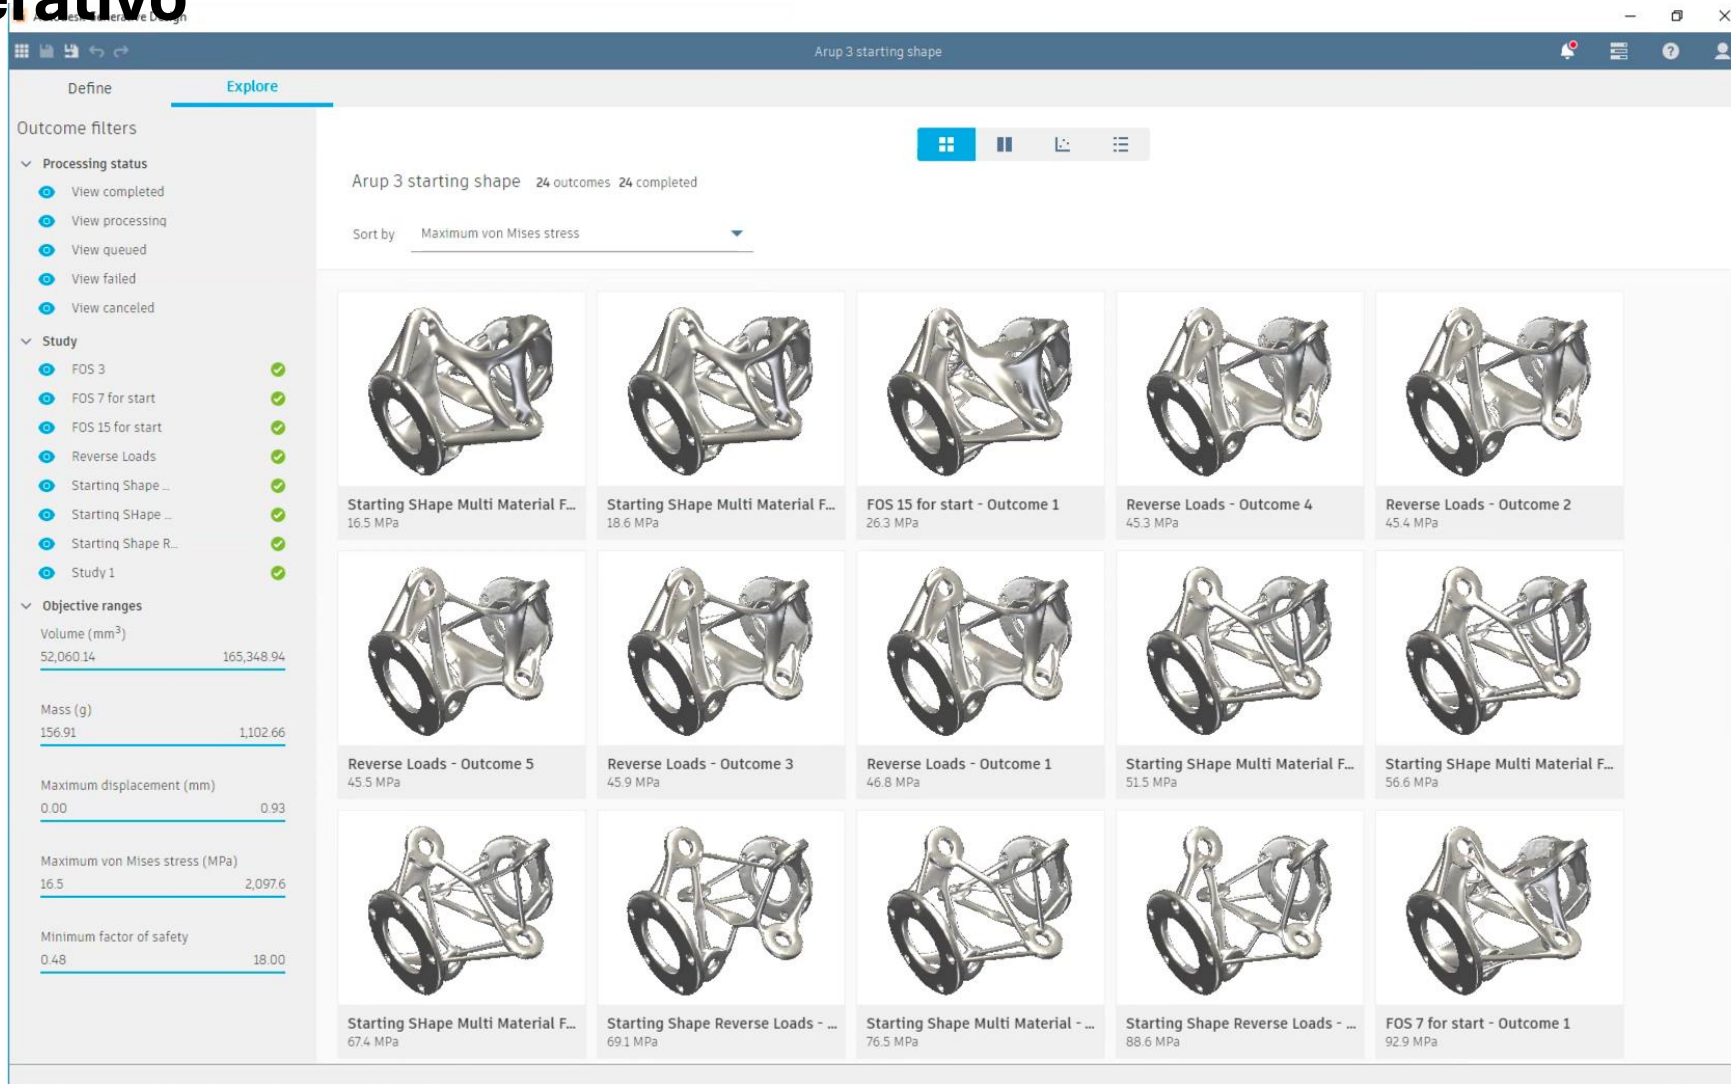 erativo
Autodesk Generative Design
Arup 3 starting shape
Define
Explore
Outcome filters
Processing status
View completed
View processing
View queued
View failed
View canceled
Study
FOS 3
FOS 7 for start
FOS 15 for start
Reverse Loads
Starting Shape ...
Starting SHape ...
Starting Shape R...
Study 1
Objective ranges
Volume (mm³)
52,060.14 165,348.94
Mass (g)
156.91 1,102.66
Maximum displacement (mm)
0.00 0.93
Maximum von Mises stress (MPa)
16.5 2,097.6
Minimum factor of safety
0.48 18.00
Arup 3 starting shape 24 outcomes 24 completed
Sort by Maximum von Mises stress
Starting SHape Multi Material F...
16.5 MPa
Starting SHape Multi Material F...
18.6 MPa
FOS 15 for start - Outcome 1
26.3 MPa
Reverse Loads - Outcome 4
45.3 MPa
Reverse Loads - Outcome 2
45.4 MPa
Reverse Loads - Outcome 5
45.5 MPa
Reverse Loads - Outcome 3
45.9 MPa
Reverse Loads - Outcome 1
46.8 MPa
Starting SHape Multi Material F...
51.5 MPa
Starting SHape Multi Material F...
56.6 MPa
Starting SHape Multi Material F...
67.4 MPa
Starting Shape Reverse Loads - ...
69.1 MPa
Starting Shape Multi Material - ...
76.5 MPa
Starting Shape Reverse Loads - ...
88.6 MPa
FOS 7 for start - Outcome 1
92.9 MPa